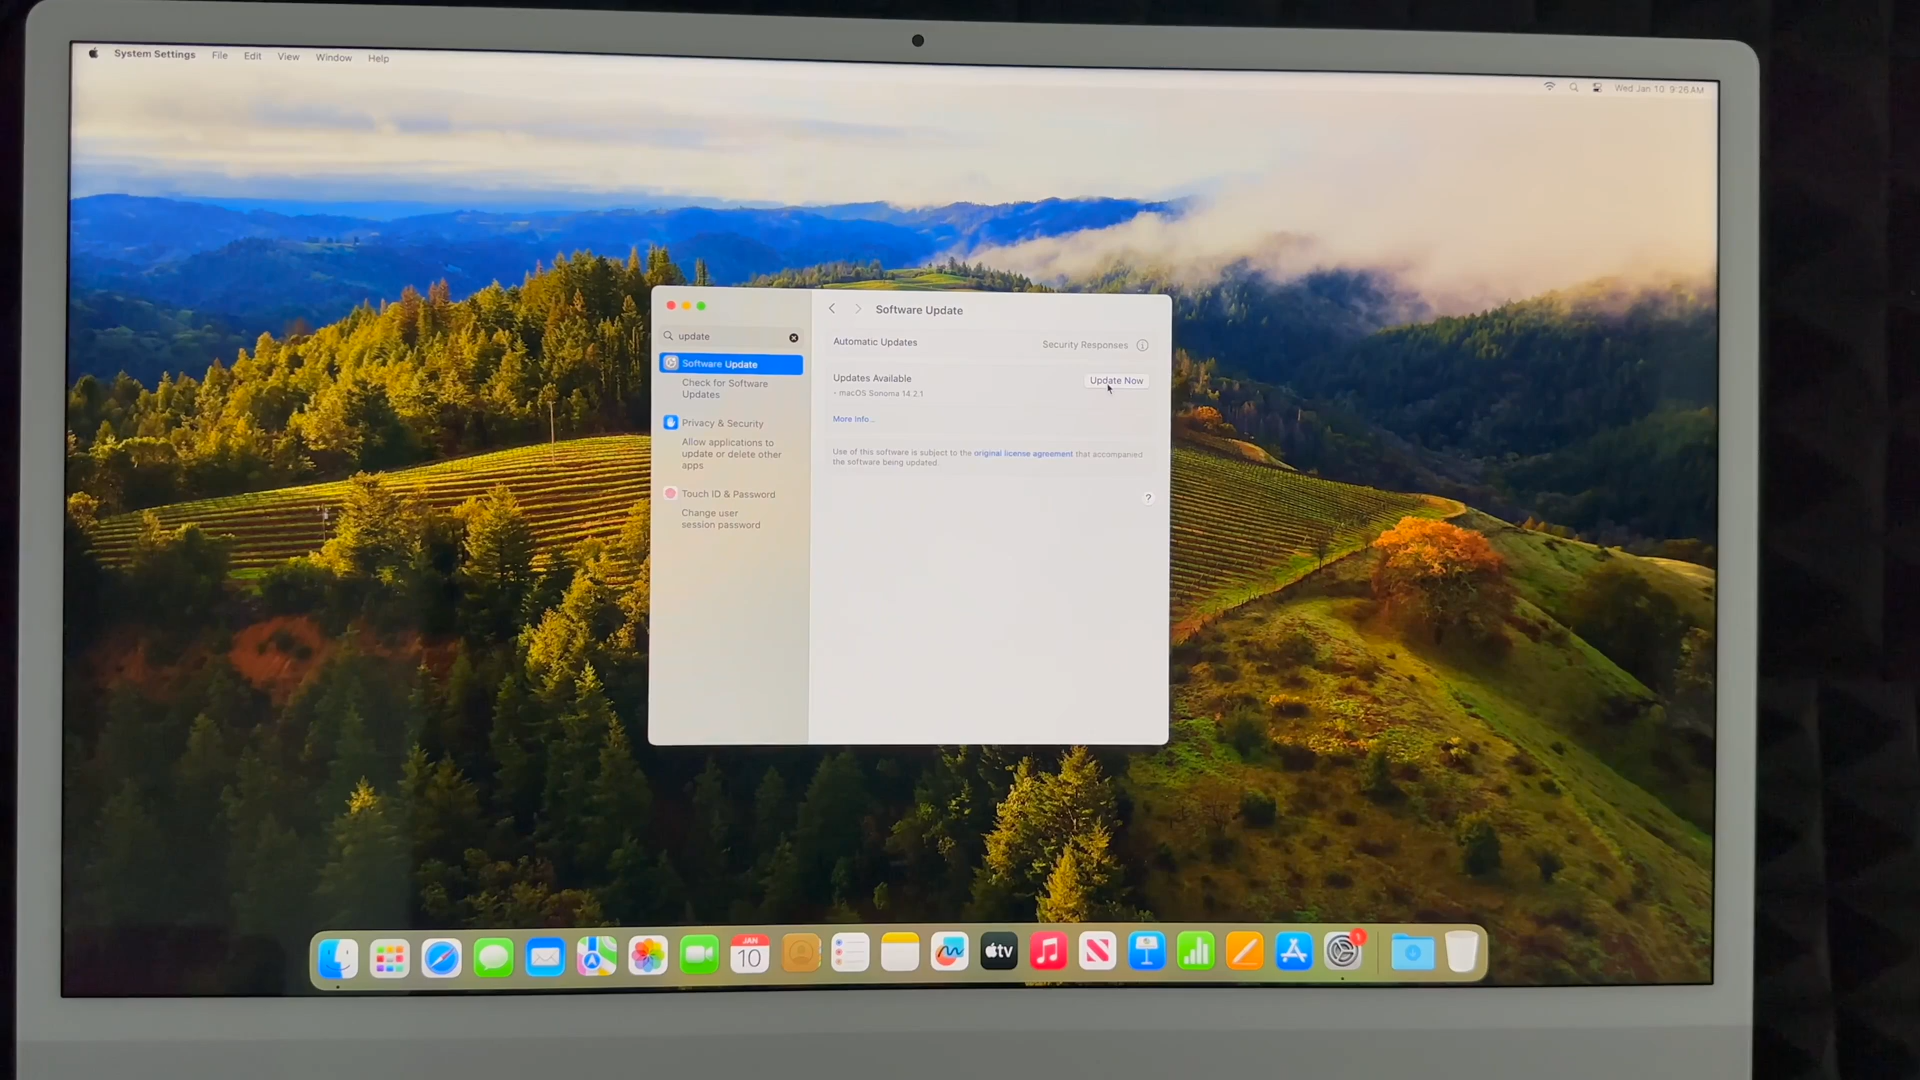 System Settings File Edit View Window Help
Wed Jan 10 9:26 AM
update
Software Update
Check for Software
Updates
Privacy & Security
Allow applications to
update or delete other
apps
Touch ID & Password
Change user
session password
Software Update
Automatic Updates
Security Responses
Updates Available
Update Now
- macOS Sonoma 14.2.1
More Info...
Use of this software is subject to the original license agreement that accompanied
the software being updated.
?
JAN
10
tv
1